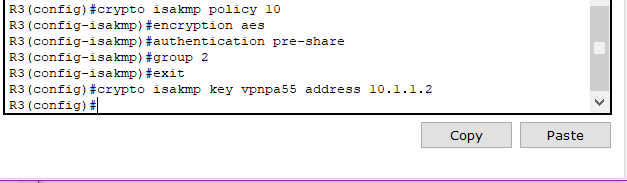 R3(config)#crypto isakmp policy 10
R3(config-isakmp)#encryption aes
R3(config-isakmp)#authentication pre-share
R3(config-isakmp)#group 2
R3(config-isakmp)#exit
R3(config)#crypto isakmp key vpnpa55 address 10.1.1.2
R3(config)#
Copy Paste